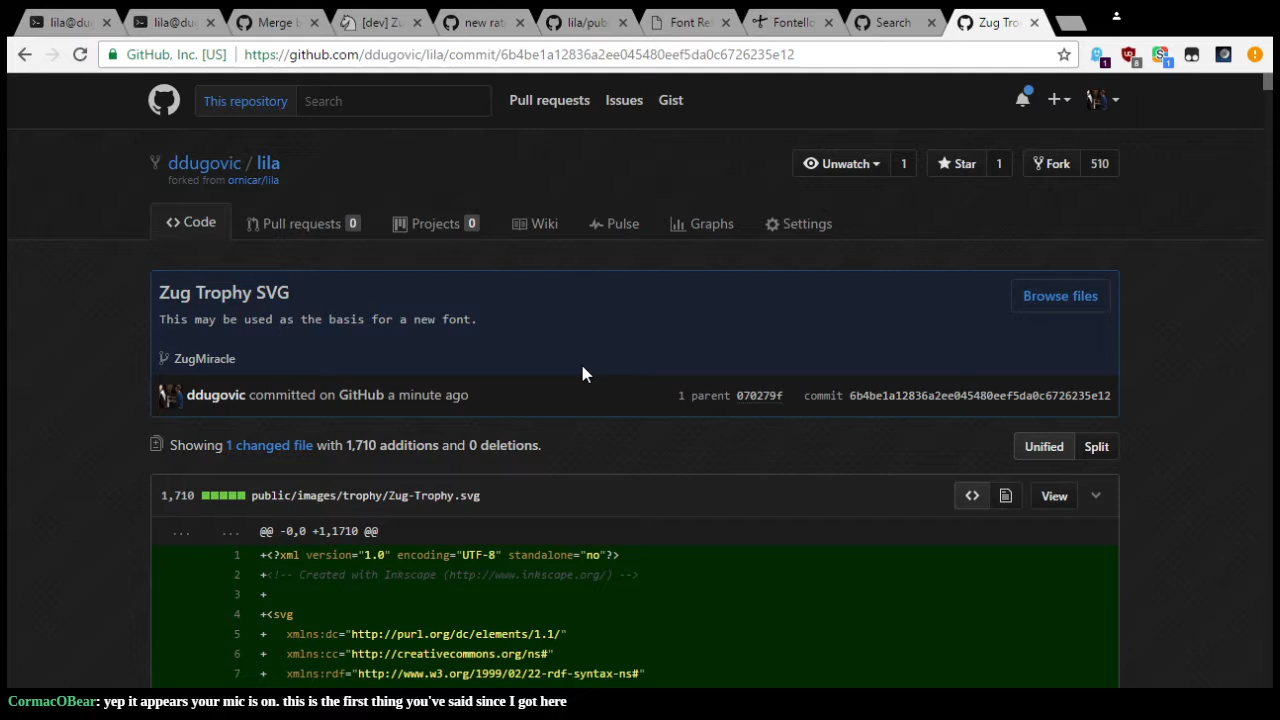 lila@du
lila@du
Merge b
[dev] Zu
new rat
lila/pub
Font Re
Fontello
Search
Zug Tro
GitHub, Inc. [US]
https://github.com/ddugovic/lila/commit/6b4be1a12836a2ee045480eef5da0c6726235e12
1
8
1
This repository
Search
Pull requests
Issues
Gist
ddugovic / lila
forked from ornicar/lila
Unwatch 1
Star 1
Fork 510
Code
Pull requests 0
Projects 0
Wiki
Pulse
Graphs
Settings
Zug Trophy SVG
Browse files
This may be used as the basis for a new font.
ZugMiracle
ddugovic committed on GitHub a minute ago
1 parent 070279f
commit 6b4be1a12836a2ee045480eef5da0c6726235e12
Showing 1 changed file with 1,710 additions and 0 deletions.
Unified
Split
1,710
public/images/trophy/Zug-Trophy.svg
<>
View
... ... @@ -0,0 +1,1710 @@
1 +<?xml version="1.0" encoding="UTF-8" standalone="no"?>
2 +<!-- Created with Inkscape (http://www.inkscape.org/) -->
3 +
4 +<svg
5 + xmlns:dc="http://purl.org/dc/elements/1.1/"
6 + xmlns:cc="http://creativecommons.org/ns#"
7 + xmlns:rdf="http://www.w3.org/1999/02/22-rdf-syntax-ns#"
CormacOBear: yep it appears your mic is on. this is the first thing you've said since I got here